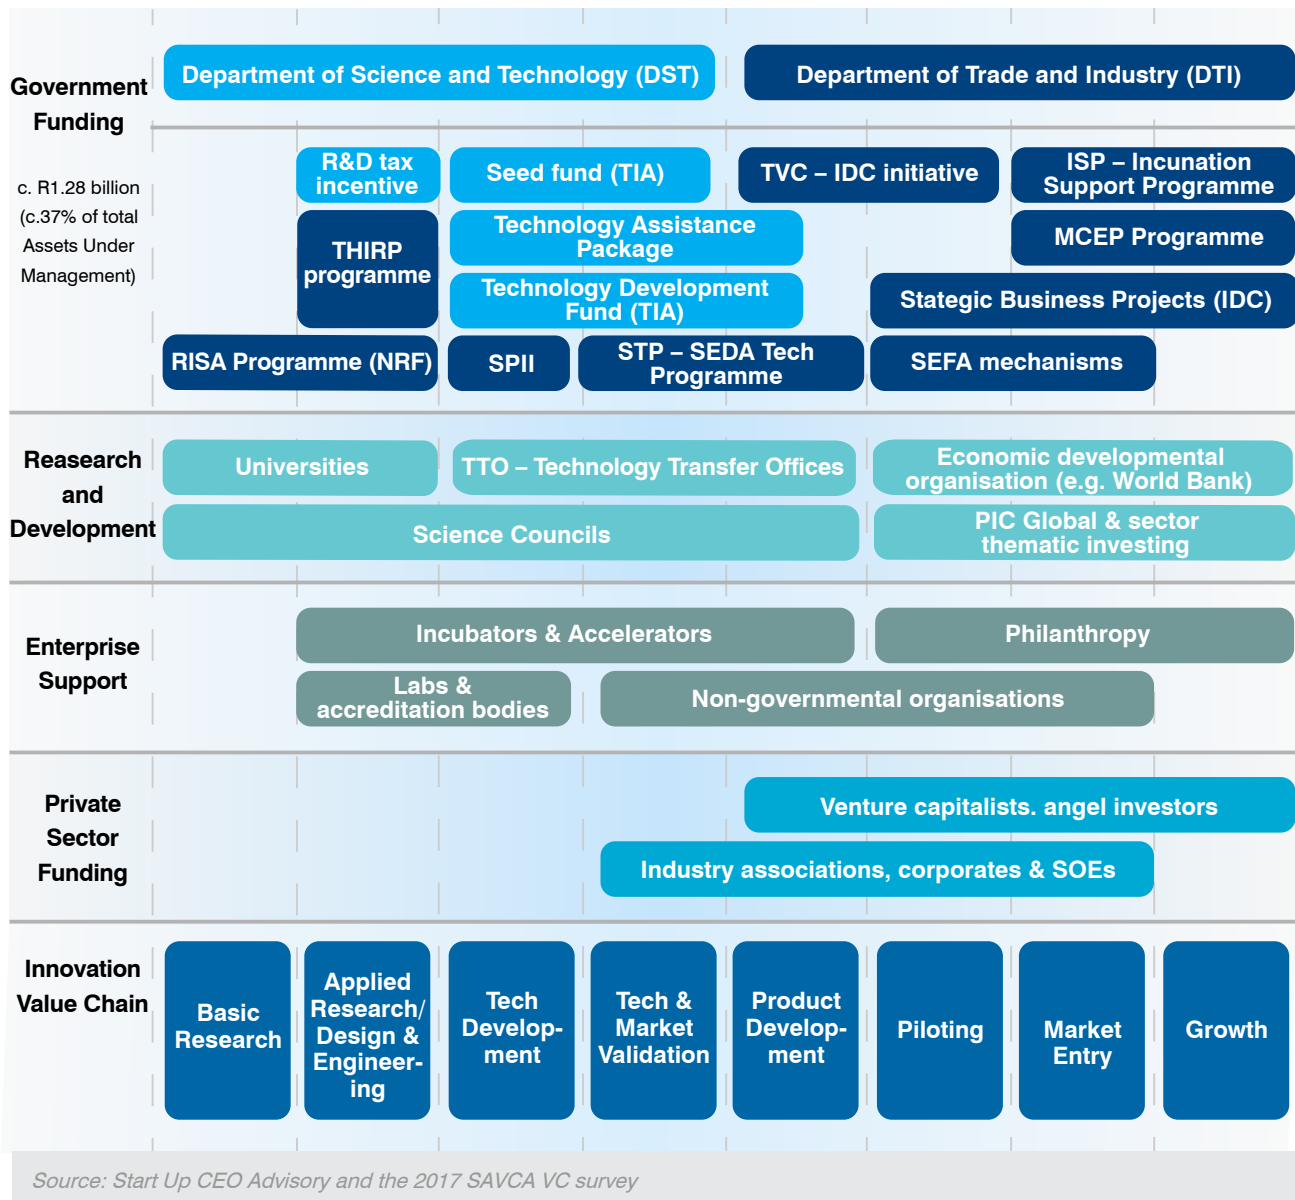 Government
Funding
Department of Science and Technology (DST)
Department of Trade and Industry (DTI)
c. R1.28 billion
(c.37% of total
Assets Under
Management)
R&D tax
incentive
Seed fund (TIA)
TVC – IDC initiative
ISP – Incunation
Support Programme
THIRP
programme
Technology Assistance
Package
MCEP Programme
Technology Development
Fund (TIA)
Stategic Business Projects (IDC)
RISA Programme (NRF)
SPII
STP – SEDA Tech
Programme
SEFA mechanisms
Reasearch
and
Development
Universities
TTO – Technology Transfer Offices
Economic developmental
organisation (e.g. World Bank)
Science Councils
PIC Global & sector
thematic investing
Enterprise
Support
Incubators & Accelerators
Philanthropy
Labs &
accreditation bodies
Non-governmental organisations
Private
Sector
Funding
Venture capitalists. angel investors
Industry associations, corporates & SOEs
Innovation
Value Chain
Basic
Research
Applied
Research/
Design &
Engineer-
ing
Tech
Develop-
ment
Tech &
Market
Validation
Product
Develop-
ment
Piloting
Market
Entry
Growth
Source: Start Up CEO Advisory and the 2017 SAVCA VC survey